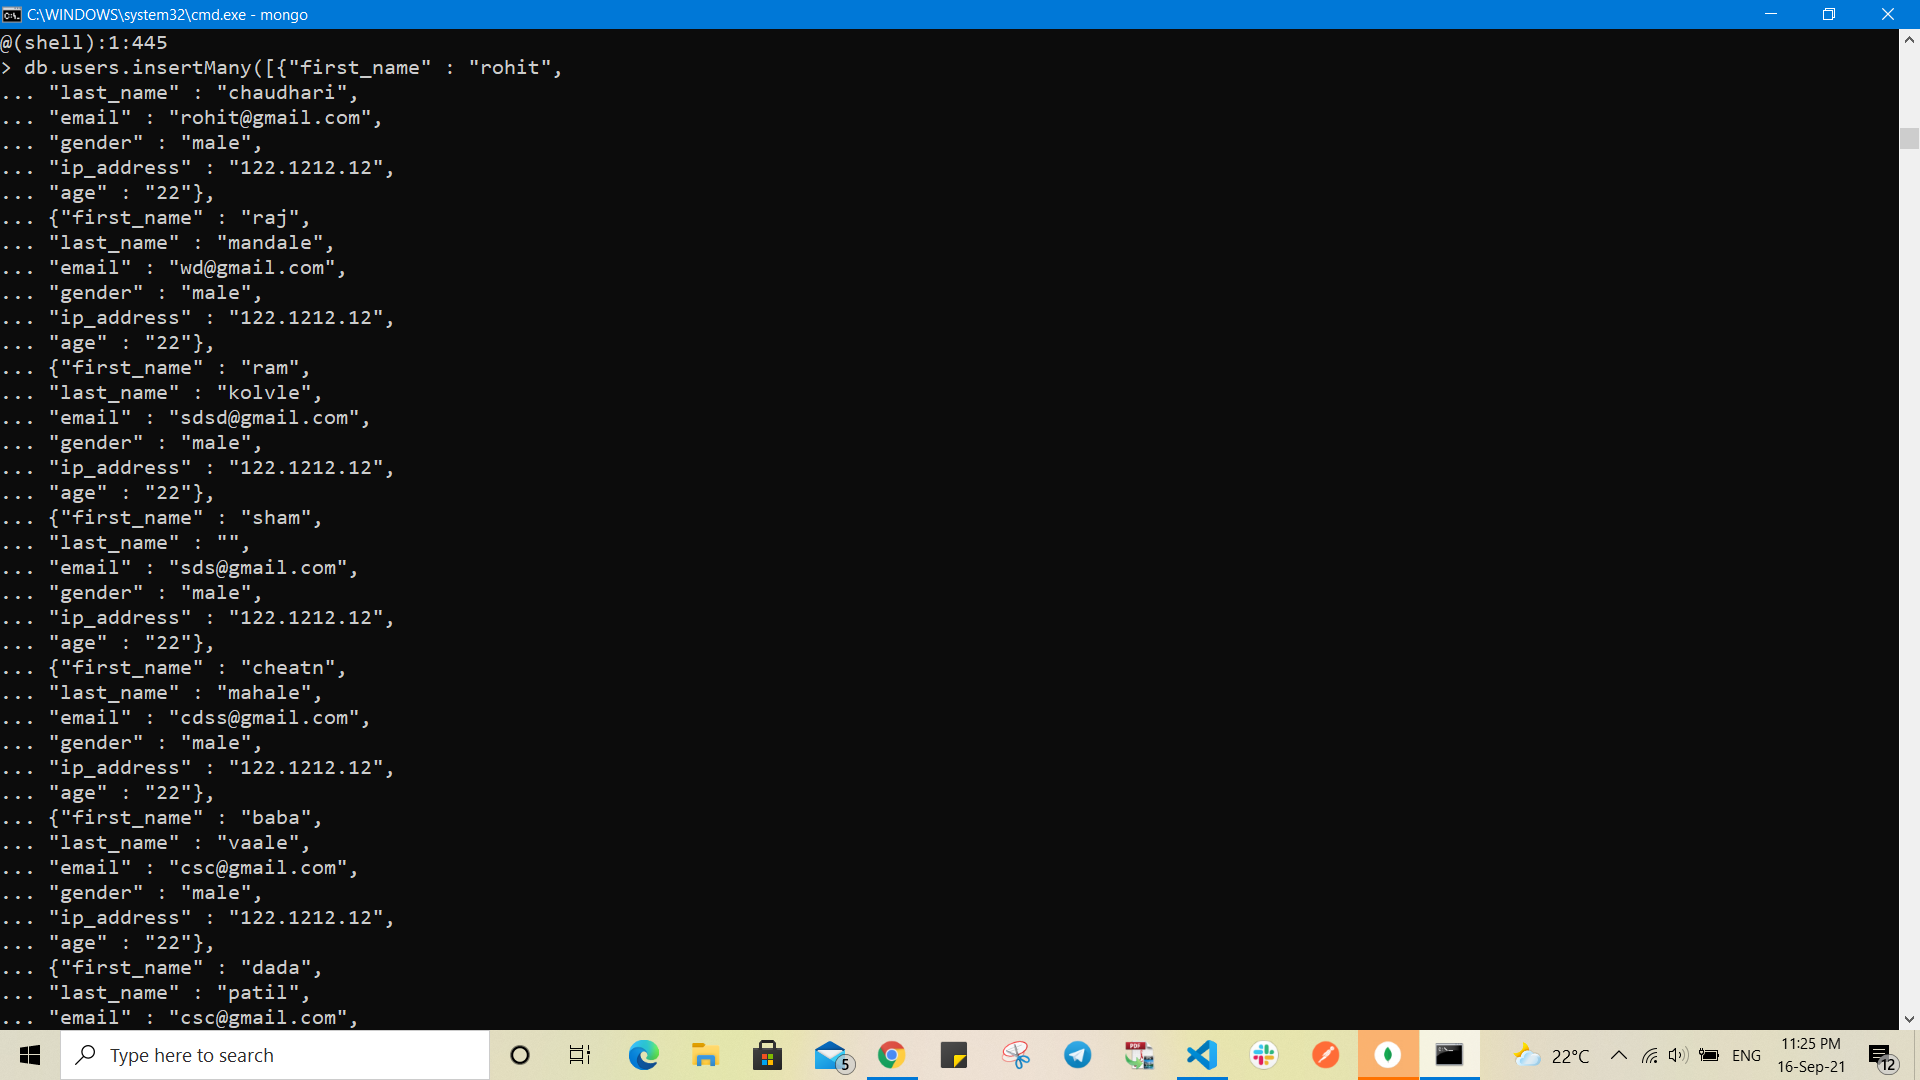 C:\WINDOWS\system32\cmd.exe - mongo
@(shell):1:445
> db.users.insertMany([{"first_name" : "rohit",
... "last_name" : "chaudhari",
... "email" : "rohit@gmail.com",
... "gender" : "male",
... "ip_address" : "122.1212.12",
... "age" : "22"},
... {"first_name" : "raj",
... "last_name" : "mandale",
... "email" : "wd@gmail.com",
... "gender" : "male",
... "ip_address" : "122.1212.12",
... "age" : "22"},
... {"first_name" : "ram",
... "last_name" : "kolvle",
... "email" : "sdsd@gmail.com",
... "gender" : "male",
... "ip_address" : "122.1212.12",
... "age" : "22"},
... {"first_name" : "sham",
... "last_name" : "",
... "email" : "sds@gmail.com",
... "gender" : "male",
... "ip_address" : "122.1212.12",
... "age" : "22"},
... {"first_name" : "cheatn",
... "last_name" : "mahale",
... "email" : "cdss@gmail.com",
... "gender" : "male",
... "ip_address" : "122.1212.12",
... "age" : "22"},
... {"first_name" : "baba",
... "last_name" : "vaale",
... "email" : "csc@gmail.com",
... "gender" : "male",
... "ip_address" : "122.1212.12",
... "age" : "22"},
... {"first_name" : "dada",
... "last_name" : "patil",
... "email" : "csc@gmail.com",
Type here to search
5
PDF
22°C
ENG
11:25 PM
16-Sep-21
12